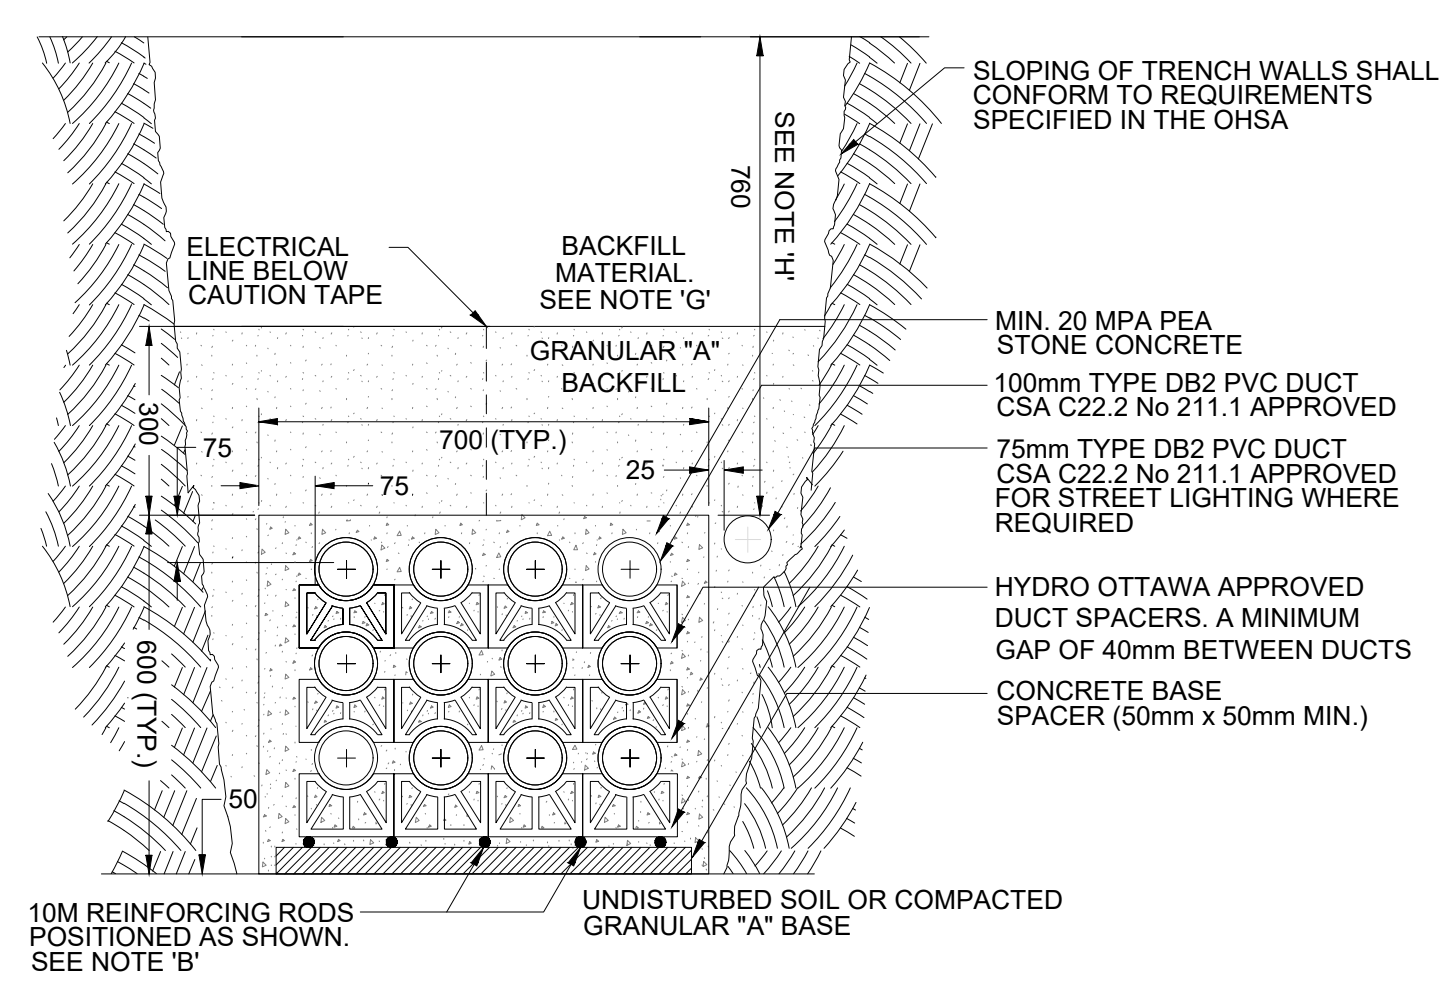 SLOPING OF TRENCH WALLS SHALL
CONFORM TO REQUIREMENTS
SPECIFIED IN THE OHSA
SEE NOTE 'H'
760
ELECTRICAL
LINE BELOW
CAUTION TAPE
BACKFILL
MATERIAL.
SEE NOTE 'G'
MIN. 20 MPA PEA
STONE CONCRETE
GRANULAR "A"
BACKFILL
100mm TYPE DB2 PVC DUCT
CSA C22.2 No 211.1 APPROVED
300
700 (TYP.)
75
25
75
75mm TYPE DB2 PVC DUCT
CSA C22.2 No 211.1 APPROVED
FOR STREET LIGHTING WHERE
REQUIRED
HYDRO OTTAWA APPROVED
DUCT SPACERS. A MINIMUM
GAP OF 40mm BETWEEN DUCTS
600 (TYP.)
CONCRETE BASE
SPACER (50mm x 50mm MIN.)
50
10M REINFORCING RODS
POSITIONED AS SHOWN.
SEE NOTE 'B'
UNDISTURBED SOIL OR COMPACTED
GRANULAR "A" BASE